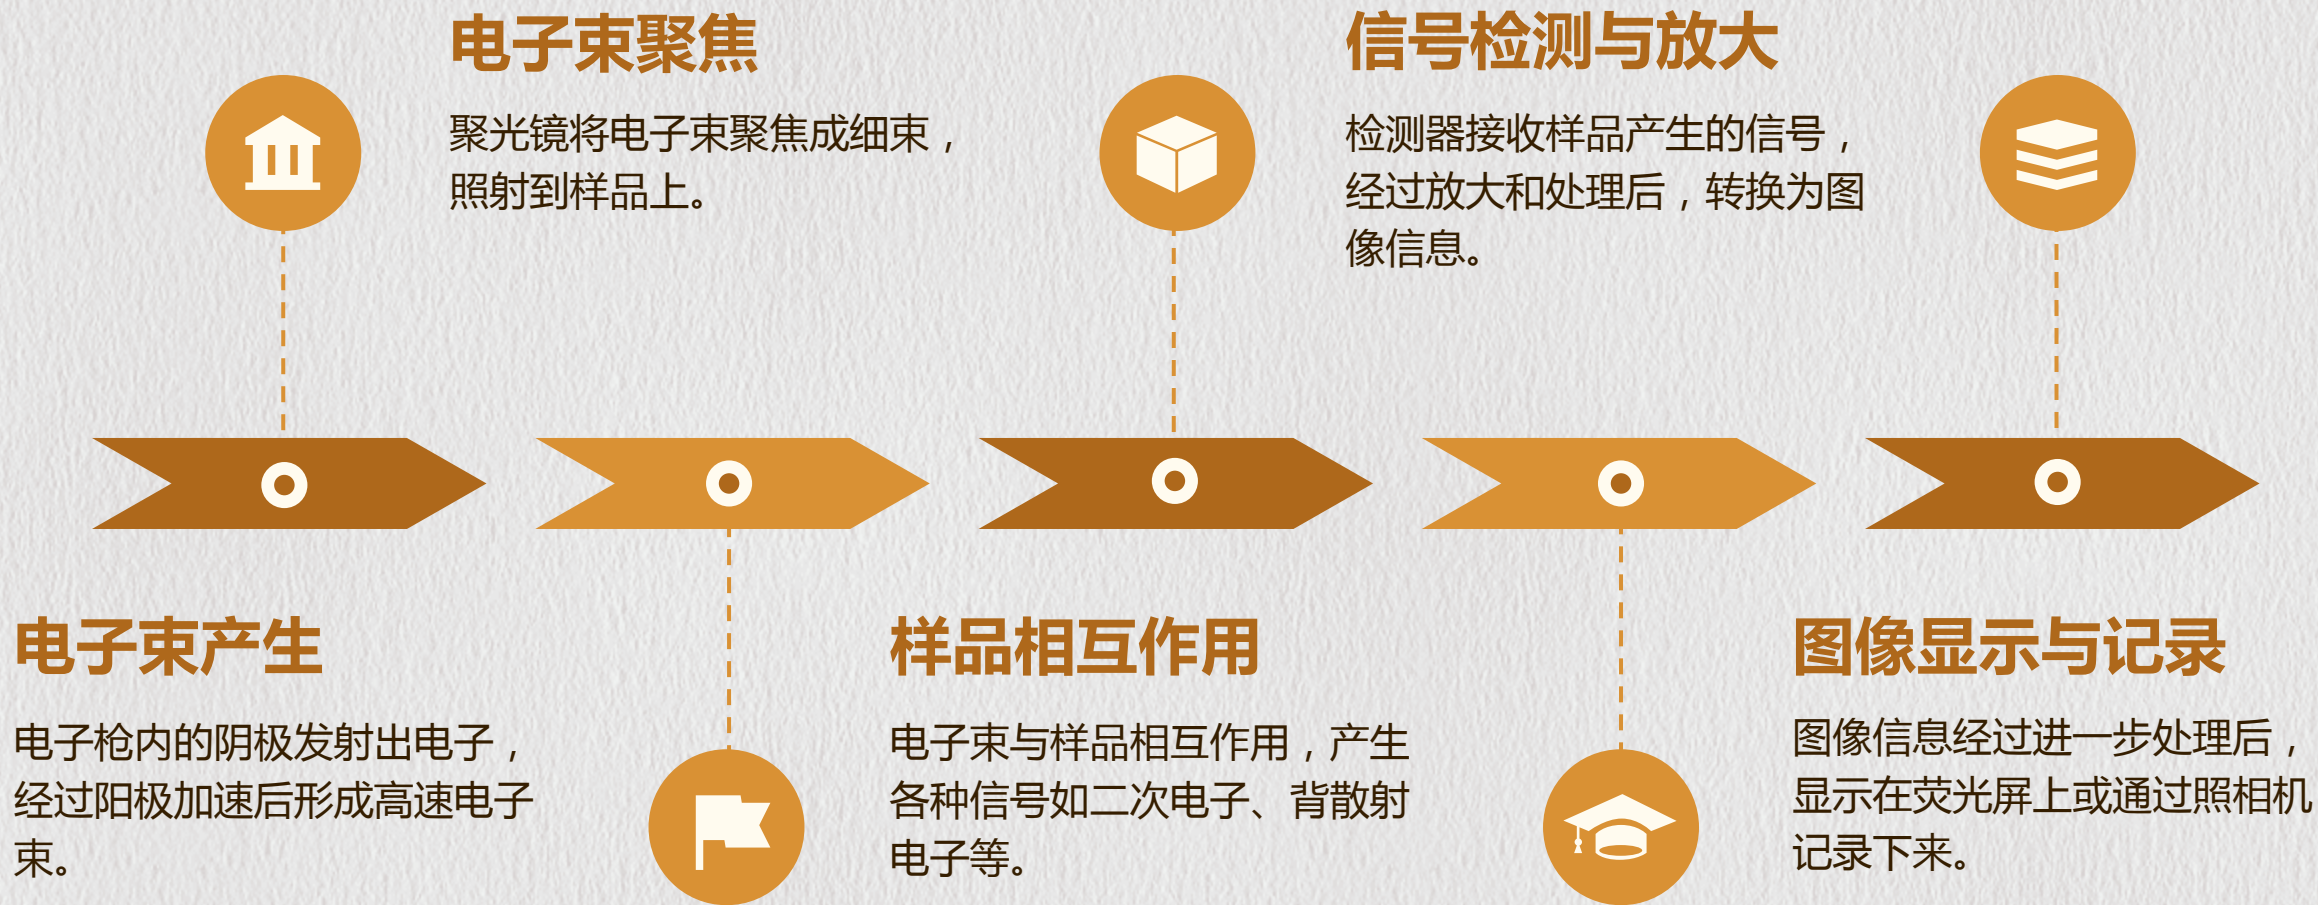 电子束产生
电子枪内的阴极发射出电子，
经过阳极加速后形成高速电子
束。
电子束聚焦
聚光镜将电子束聚焦成细束，
照射到样品上。
样品相互作用
电子束与样品相互作用，产生
各种信号如二次电子、背散射
电子等。
信号检测与放大
检测器接收样品产生的信号，
经过放大和处理后，转换为图
像信息。
图像显示与记录
图像信息经过进一步处理后，
显示在荧光屏上或通过照相机
记录下来。